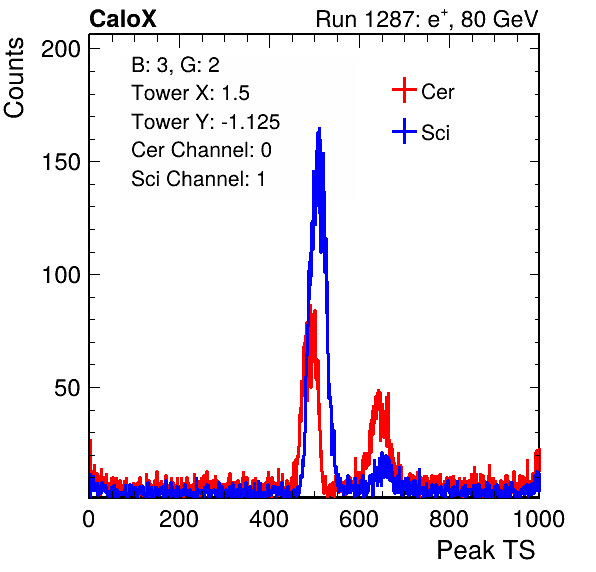 CaloX Run 1287: e⁺, 80 GeV
Counts
B: 3, G: 2
Tower X: 1.5
Tower Y: -1.125
Cer Channel: 0
Sci Channel: 1
Cer
Sci
200
150
100
50
0 200 400 600 800 1000
Peak TS